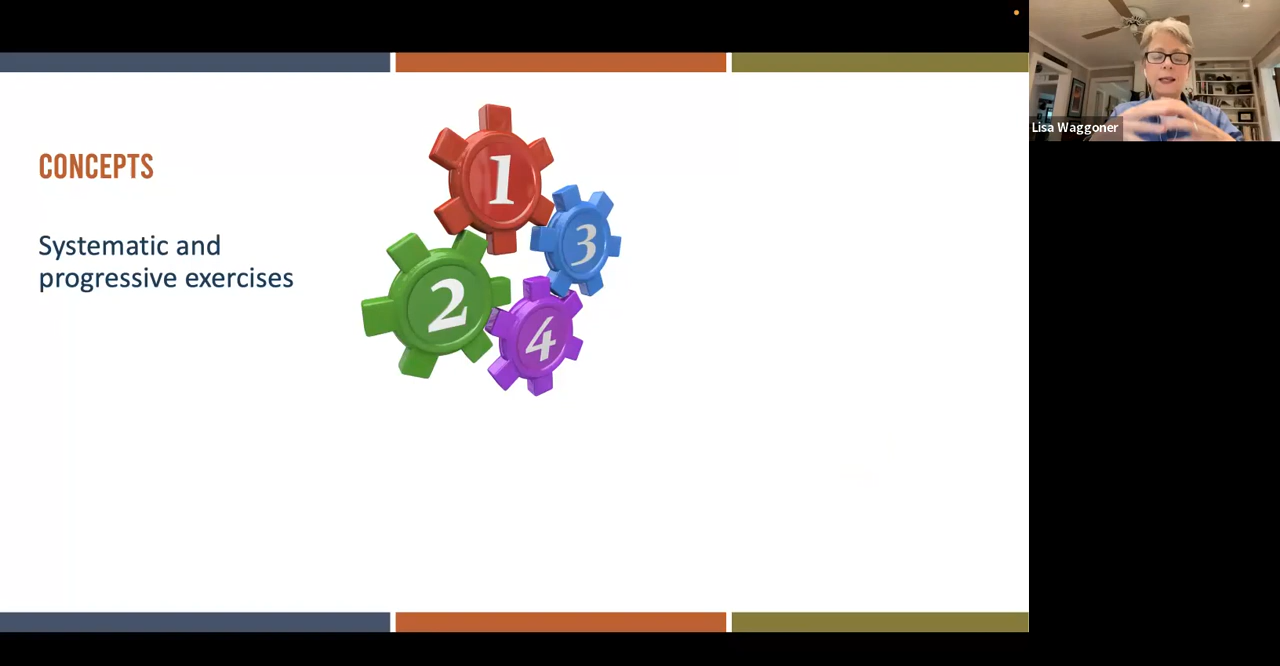 CONCEPTS
Systematic and
progressive exercises
1
3
2
4
Lisa Waggoner